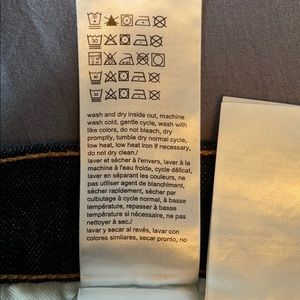 wash and dry inside out, machine
wash cold, gentle cycle, wash with
like colors, do not bleach, dry
promptly, tumble dry normal cycle,
low heat, low heat iron if necessary,
do not dry clean./
laver et sécher à l'envers, laver à la
machine à l'eau froide, cycle délicat,
laver en séparant les couleurs, ne
pas utiliser agent de blanchiment,
sécher rapidement, sécher par
culbutage à cycle normal, à basse
température, repasser à basse
température si nécessaire, ne pas
nettoyer à sec./
lavar y secar al revés, lavar con
colores similares, secar pronto, no